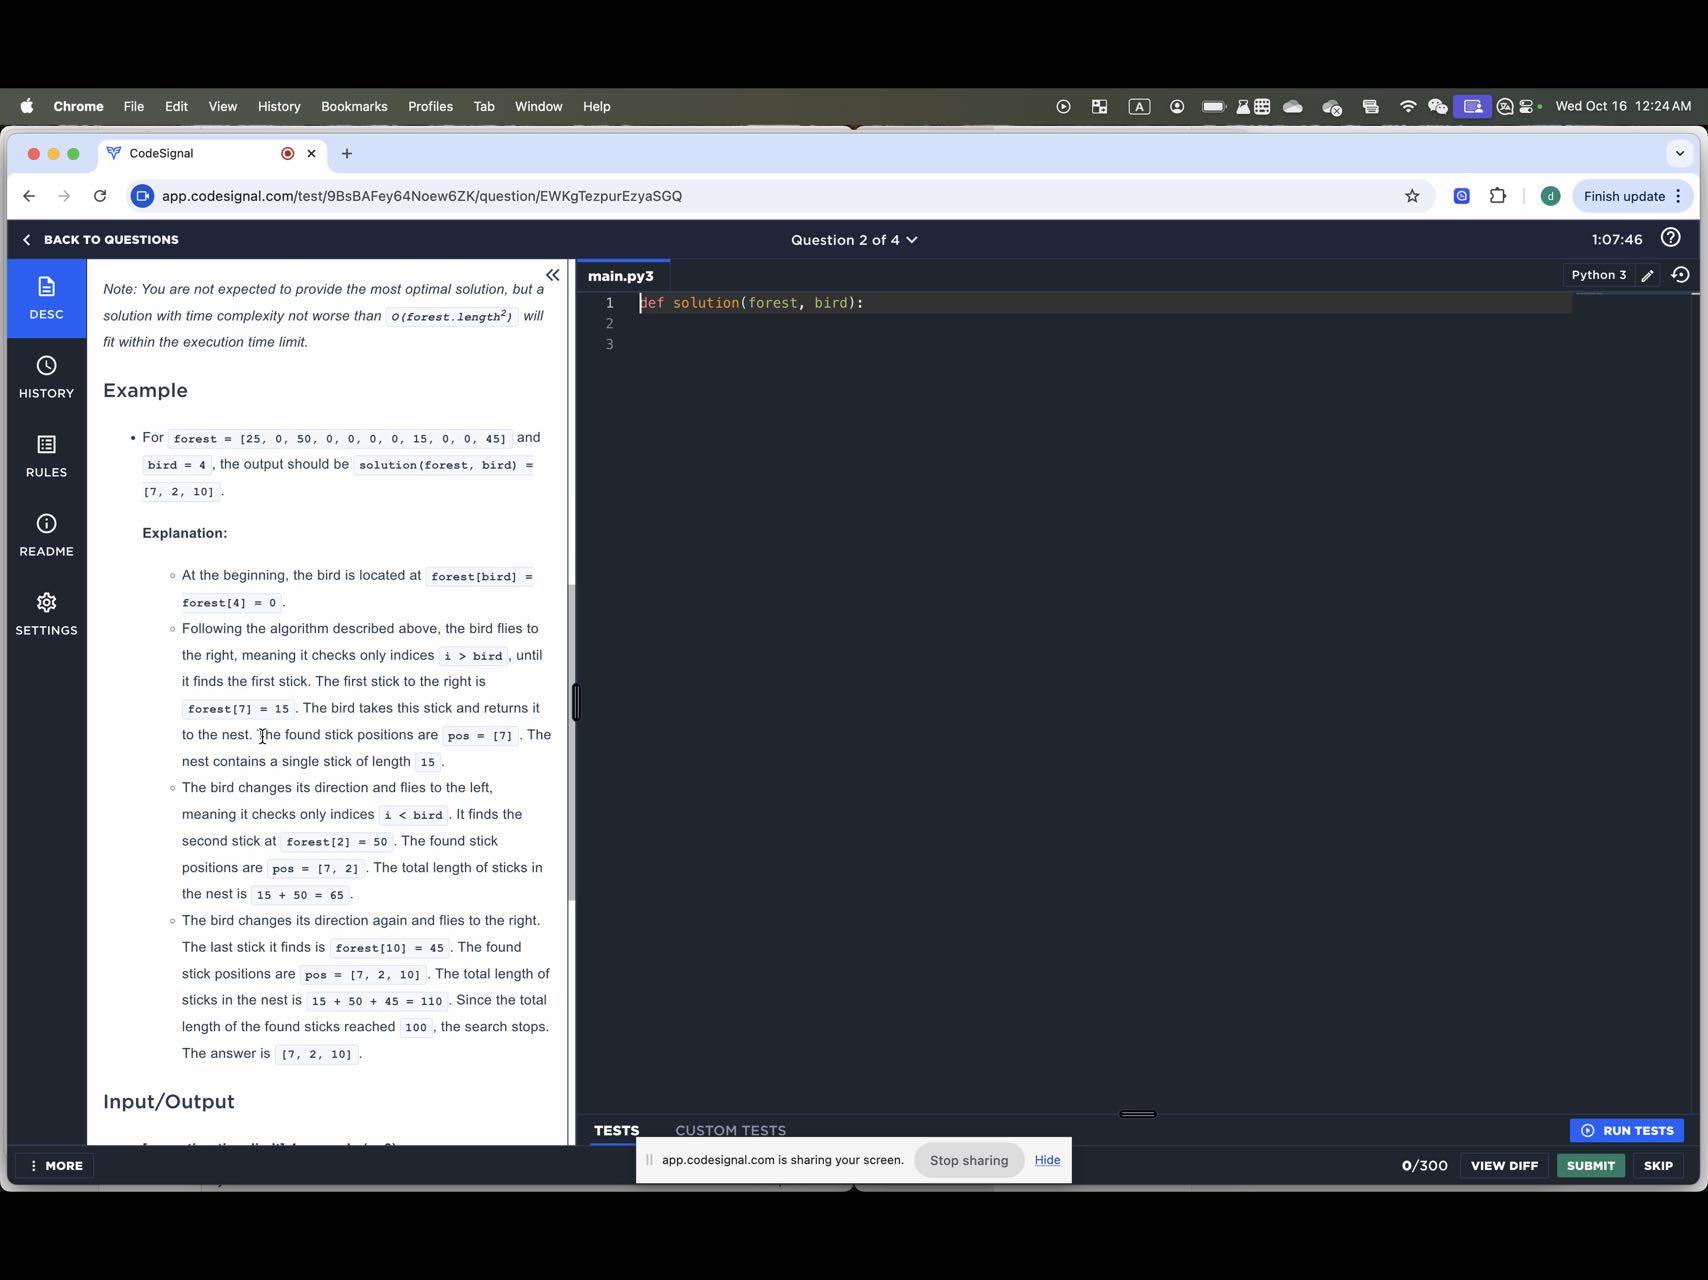 Chrome File Edit View History Bookmarks Profiles Tab Window Help A Wed Oct 16 12:24 AM
CodeSignal
app.codesignal.com/test/9BsBAFey64Noew6ZK/question/EWKgTezpurEzyaSGQ d Finish update
BACK TO QUESTIONS Question 2 of 4 1:07:46
DESC
HISTORY
RULES
README
SETTINGS
Note: You are not expected to provide the most optimal solution, but a
solution with time complexity not worse than O(forest.length²) will
fit within the execution time limit.
Example
• For forest = [25, 0, 50, 0, 0, 0, 0, 15, 0, 0, 45] and
bird = 4, the output should be solution(forest, bird) =
[7, 2, 10].
Explanation:
◦ At the beginning, the bird is located at forest[bird] =
forest[4] = 0.
◦ Following the algorithm described above, the bird flies to
the right, meaning it checks only indices i > bird, until
it finds the first stick. The first stick to the right is
forest[7] = 15. The bird takes this stick and returns it
to the nest. The found stick positions are pos = [7]. The
nest contains a single stick of length 15.
◦ The bird changes its direction and flies to the left,
meaning it checks only indices i < bird. It finds the
second stick at forest[2] = 50. The found stick
positions are pos = [7, 2]. The total length of sticks in
the nest is 15 + 50 = 65.
◦ The bird changes its direction again and flies to the right.
The last stick it finds is forest[10] = 45. The found
stick positions are pos = [7, 2, 10]. The total length of
sticks in the nest is 15 + 50 + 45 = 110. Since the total
length of the found sticks reached 100, the search stops.
The answer is [7, 2, 10].
Input/Output
main.py3 Python 3
1 def solution(forest, bird):
2
3
TESTS CUSTOM TESTS RUN TESTS
MORE
app.codesignal.com is sharing your screen. Stop sharing Hide
0/300 VIEW DIFF SUBMIT SKIP